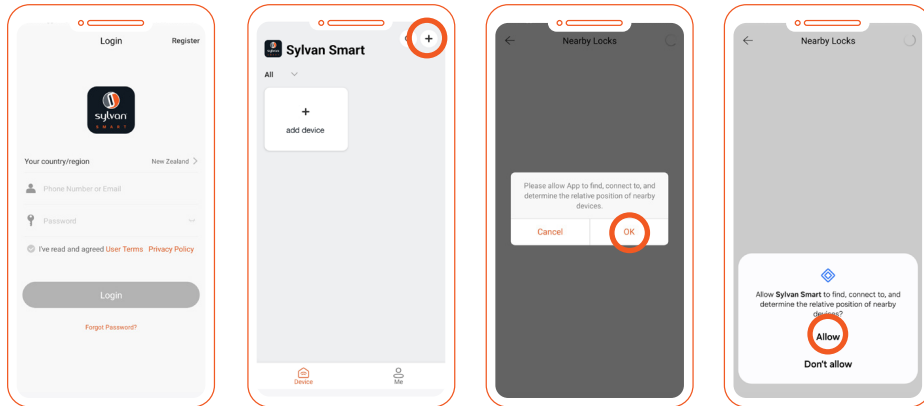 Login
Register
sylvan
SMART
Your country/region
New Zealand
Phone Number or Email
Password
I've read and agreed User Terms Privacy Policy
Login
Forgot Password?
Sylvan Smart
All
+
add device
Device
Me
Nearby Locks
Please allow App to find, connect to, and
determine the relative position of nearby
devices.
Cancel
OK
Nearby Locks
Allow Sylvan Smart to find, connect to, and
determine the relative position of nearby
devices?
Allow
Don't allow